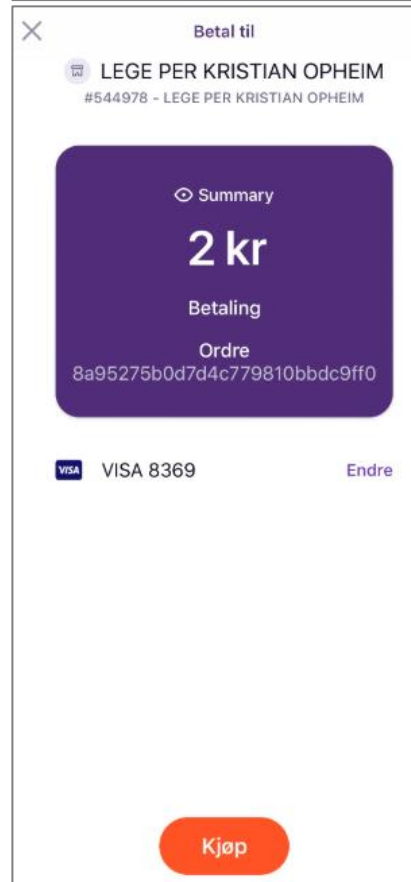 Betal til
LEGE PER KRISTIAN OPHEIM
#544978 - LEGE PER KRISTIAN OPHEIM
Summary
2 kr
Betaling
Ordre
8a95275b0d7d4c779810bbdc9ff0
VISA VISA 8369 Endre
Kjøp